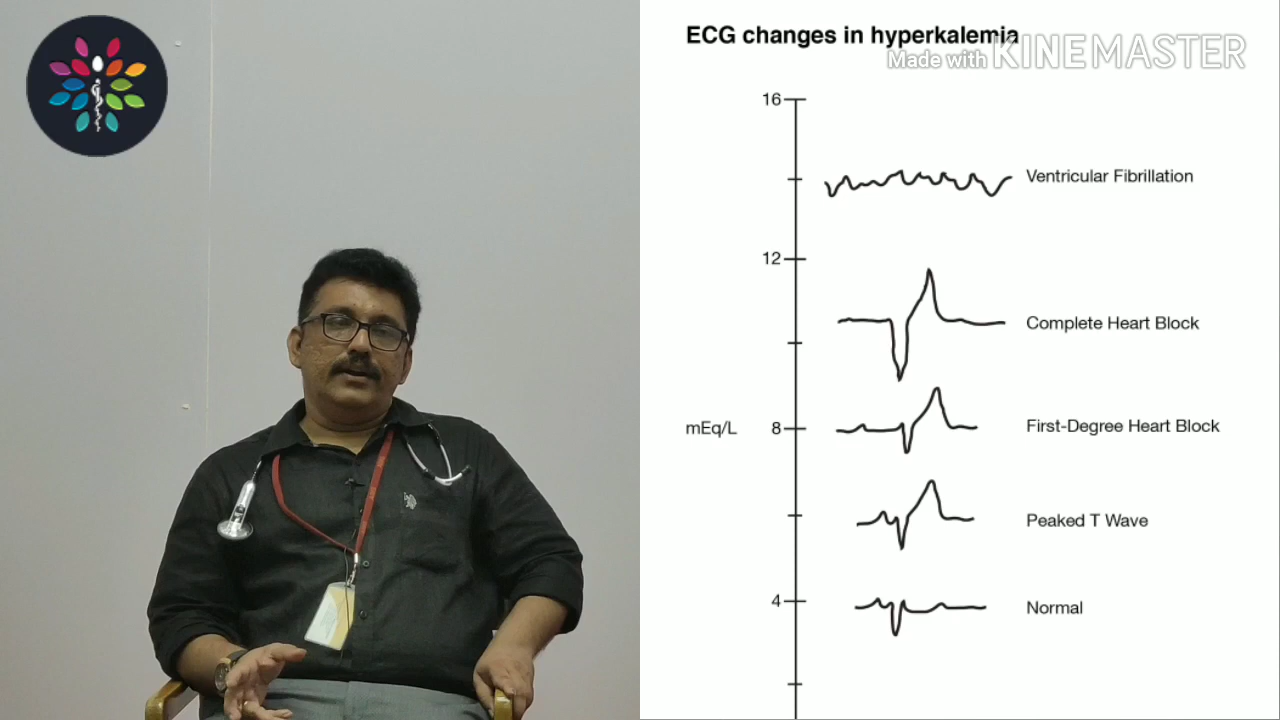 ECG changes in hyperkalemia
Made with KINEMASTER
16
Ventricular Fibrillation
12
Complete Heart Block
mEq/L
8
First-Degree Heart Block
Peaked T Wave
4
Normal